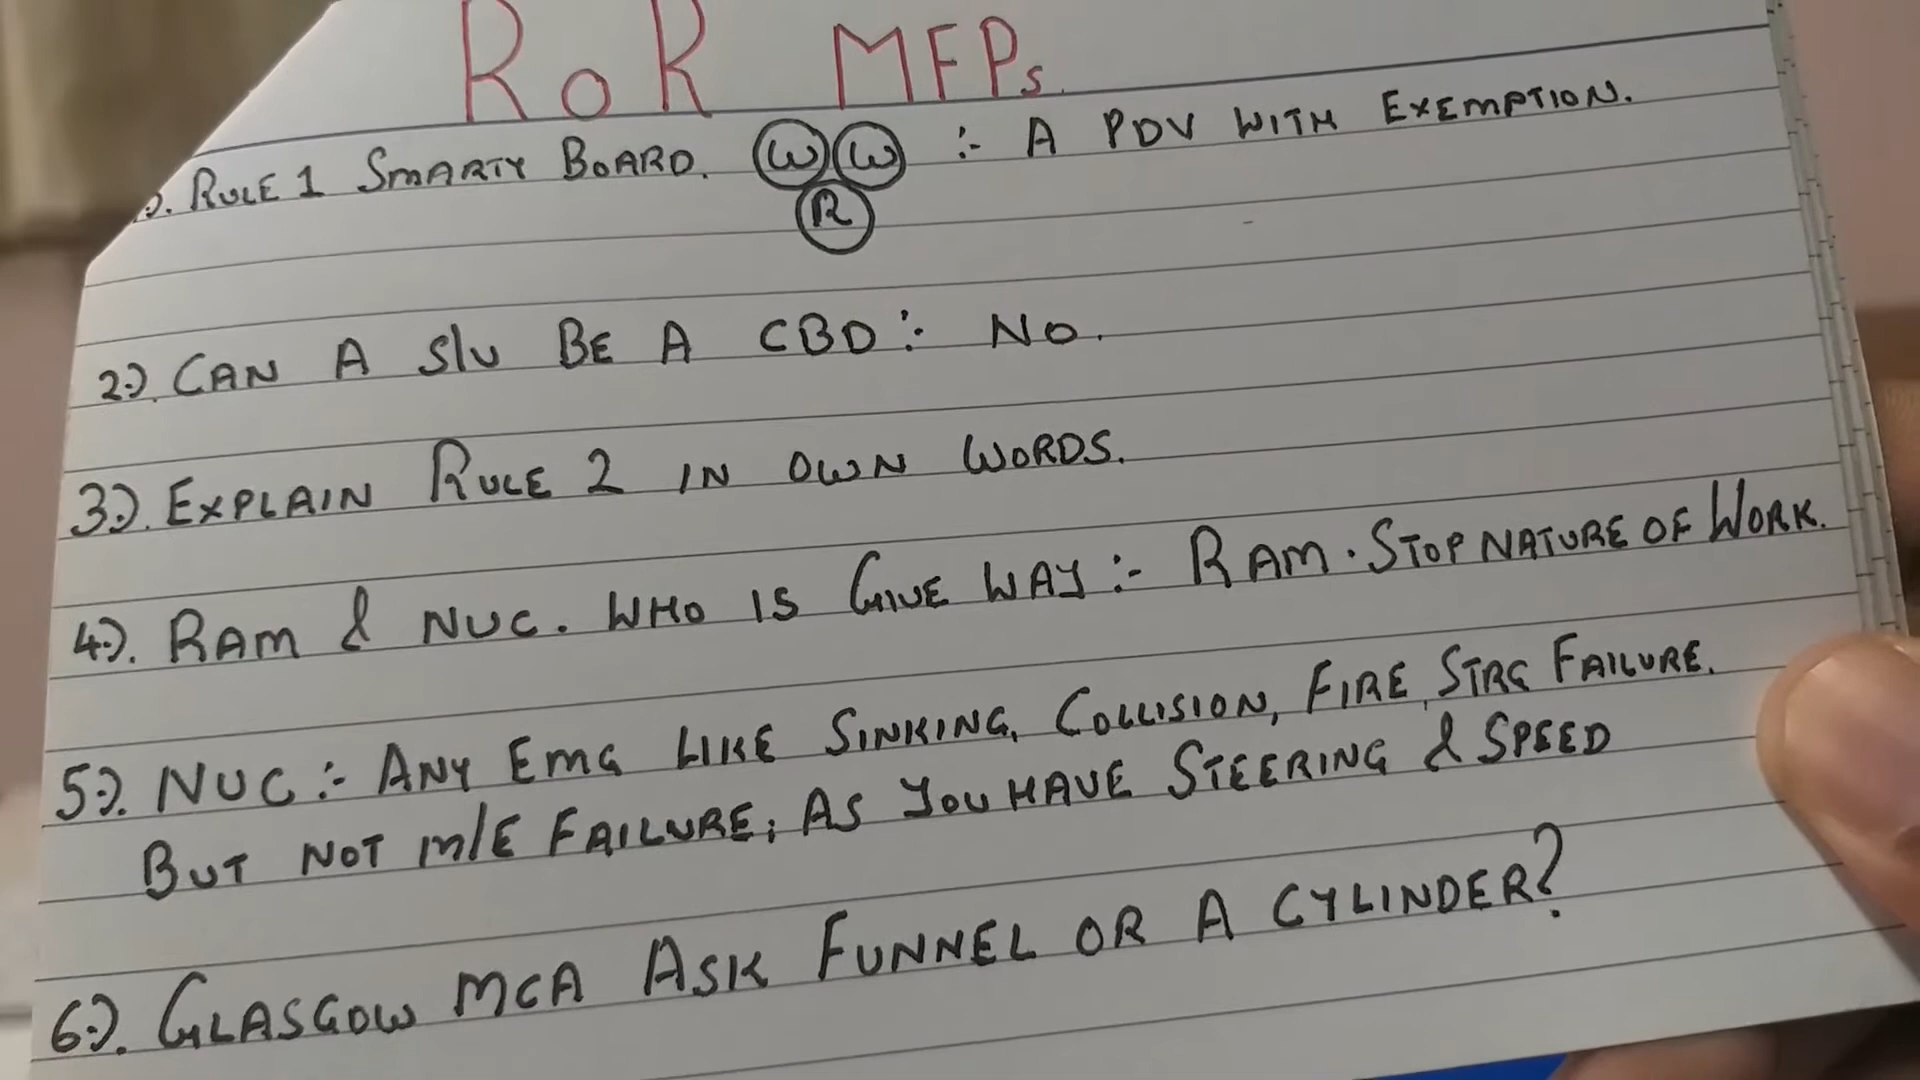 RoR MFPs.
1). RULE 1 SMARTY BOARD. W W :- A PDV WITH EXEMPTION.
R
2). CAN A S/V BE A CBD :- NO.
3). EXPLAIN RULE 2 IN OWN WORDS.
4). RAM & NUC. WHO IS GIVE WAY :- RAM. STOP NATURE OF WORK.
5). NUC :- ANY EMG LIKE SINKING, COLLISION, FIRE, STRG FAILURE.
BUT NOT M/E FAILURE; AS YOU HAVE STEERING & SPEED
6). GLASGOW MCA ASK FUNNEL OR A CYLINDER?